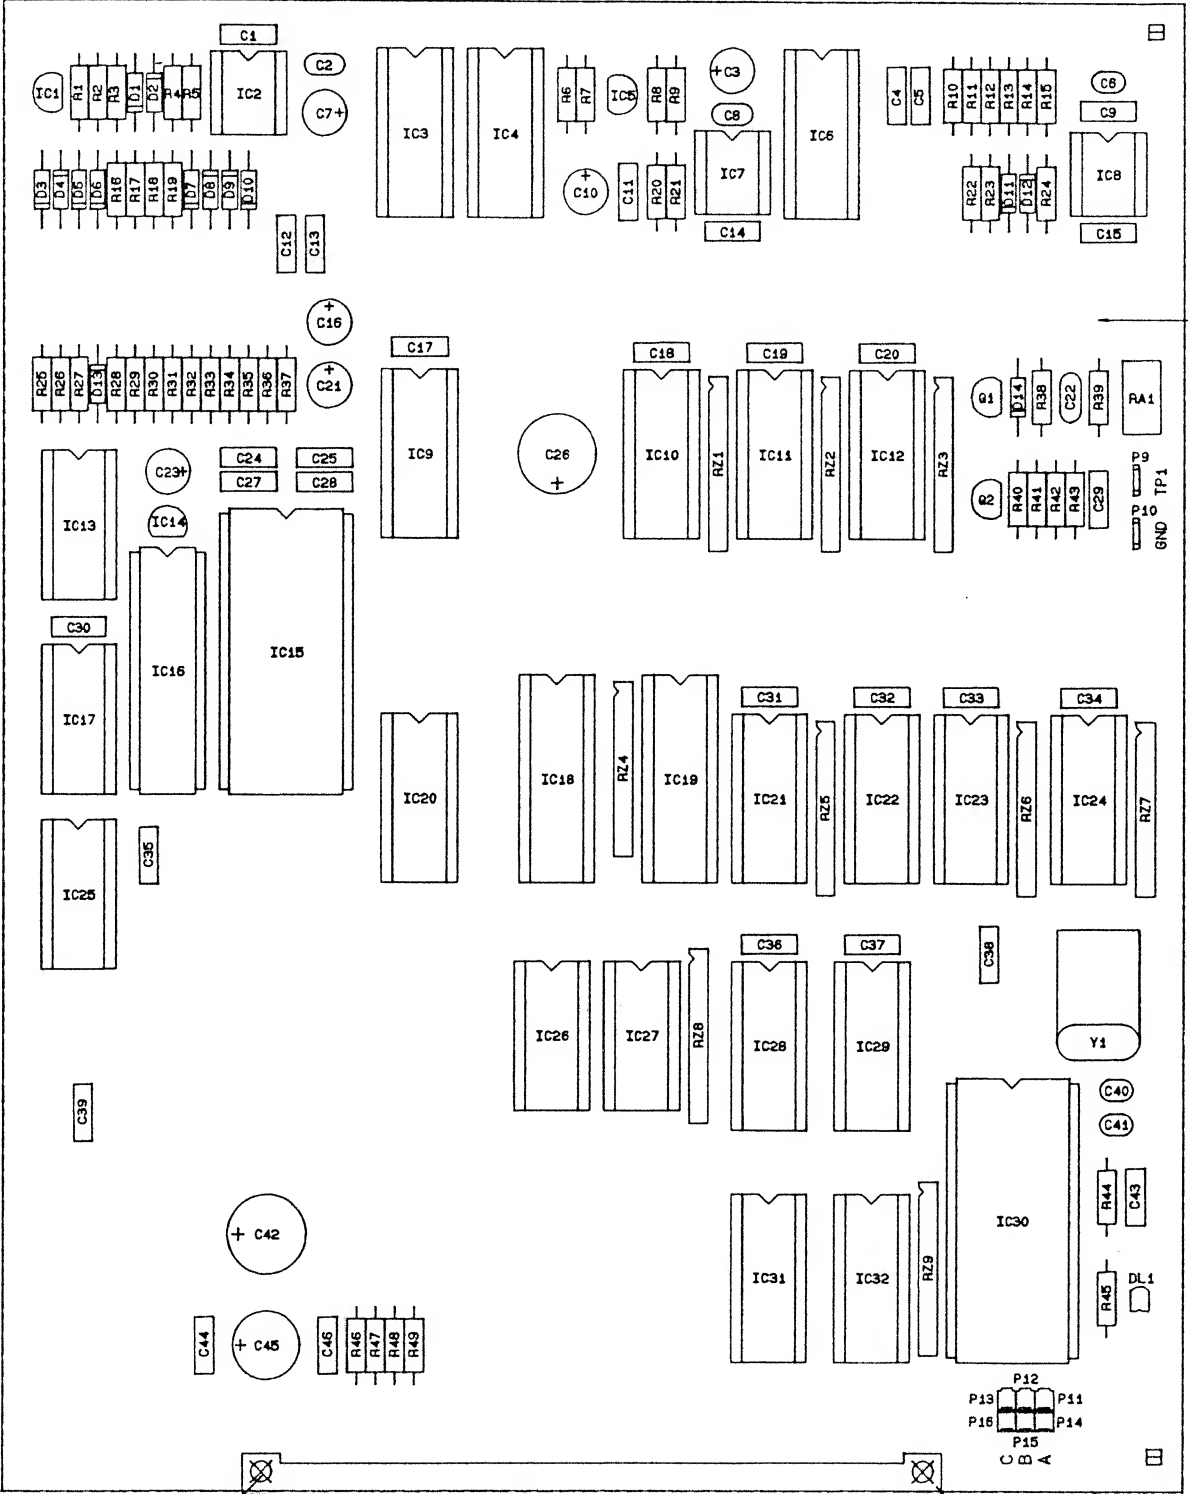 C1
IC1 R1 R2 R3 D1 D2 R4 R5 IC2 C2 C7+ IC3 IC4 R6 R7 IC5 R8 R9 +C3 C8 IC6 C4 C5 R10 R11 R12 R13 R14 R15 C6 C9
D3 D4 D5 D6 R16 R17 R18 R19 D7 D8 D9 D10 + C10 C11 R20 R21 IC7 R22 R23 D11 D12 R24 IC8
C12 C13 C14 C15
+ C16
C17 C18 C19 C20
R25 R26 R27 D13 R28 R29 R30 R31 R32 R33 R34 R35 R36 R37 + C21 Q1 D14 R38 C22 R39 RA1
C23+ C24 C25 IC9 C26 + IC10 RZ1 IC11 RZ2 IC12 RZ3 P9 TP1
C27 C28
IC13 IC14 Q2 R40 R41 R42 R43 C29 P10 GND
C30
IC16 IC15
IC17 C31 C32 C33 C34
IC20 IC18 RZ4 IC19 IC21 RZ5 IC22 IC23 RZ6 IC24 RZ7
C35
IC25
C36 C37 C38
IC26 IC27 RZ8 IC28 IC29 Y1
C39 C40
C41
R44 C43
+ C42 IC30
IC31 IC32 RZ9 R45 DL1
C44 + C45 C46 R46 R47 R48 R49
P12
P13 P11
P16 P14
P15
C B A